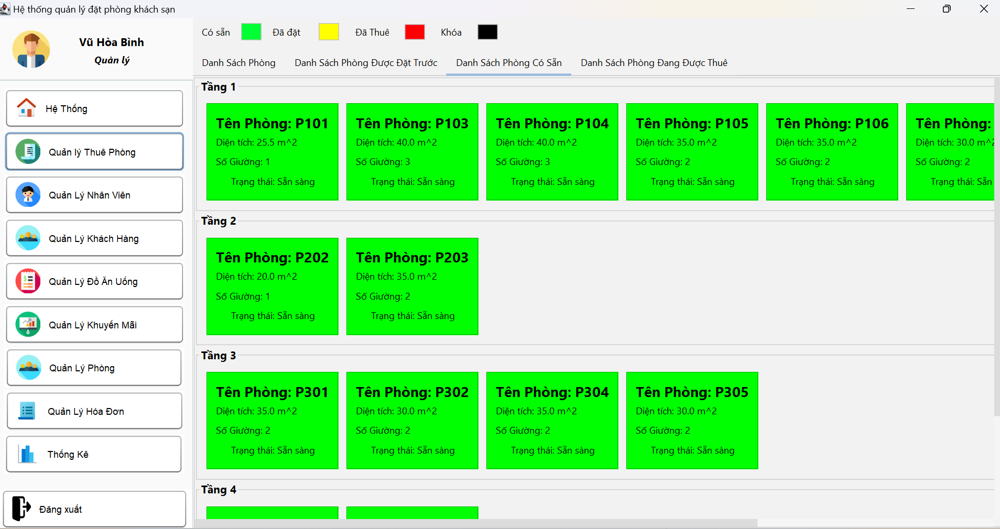 Hệ thống quản lý đặt phòng khách sạn
Vũ Hòa Bình
Quản lý
Hệ Thống
Quản lý Thuê Phòng
Quản Lý Nhân Viên
Quản Lý Khách Hàng
Quản Lý Đồ Ăn Uống
Quản Lý Khuyến Mãi
Quản Lý Phòng
Quản Lý Hóa Đơn
Thống Kê
Đăng xuất
Có sẵn Đã đặt Đã Thuê Khóa
Danh Sách Phòng Danh Sách Phòng Được Đặt Trước Danh Sách Phòng Có Sẵn Danh Sách Phòng Đang Được Thuê
Tầng 1
Tên Phòng: P101
Diện tích: 25.5 m^2
Số Giường: 1
Trạng thái: Sẵn sàng
Tên Phòng: P103
Diện tích: 40.0 m^2
Số Giường: 3
Trạng thái: Sẵn sàng
Tên Phòng: P104
Diện tích: 40.0 m^2
Số Giường: 3
Trạng thái: Sẵn sàng
Tên Phòng: P105
Diện tích: 35.0 m^2
Số Giường: 2
Trạng thái: Sẵn sàng
Tên Phòng: P106
Diện tích: 35.0 m^2
Số Giường: 2
Trạng thái: Sẵn sàng
Tên Phòng:
Diện tích: 30.0 m^2
Số Giường: 2
Trạng thái: Sẵn
Tầng 2
Tên Phòng: P202
Diện tích: 20.0 m^2
Số Giường: 1
Trạng thái: Sẵn sàng
Tên Phòng: P203
Diện tích: 35.0 m^2
Số Giường: 2
Trạng thái: Sẵn sàng
Tầng 3
Tên Phòng: P301
Diện tích: 35.0 m^2
Số Giường: 2
Trạng thái: Sẵn sàng
Tên Phòng: P302
Diện tích: 30.0 m^2
Số Giường: 2
Trạng thái: Sẵn sàng
Tên Phòng: P304
Diện tích: 35.0 m^2
Số Giường: 2
Trạng thái: Sẵn sàng
Tên Phòng: P305
Diện tích: 30.0 m^2
Số Giường: 2
Trạng thái: Sẵn sàng
Tầng 4